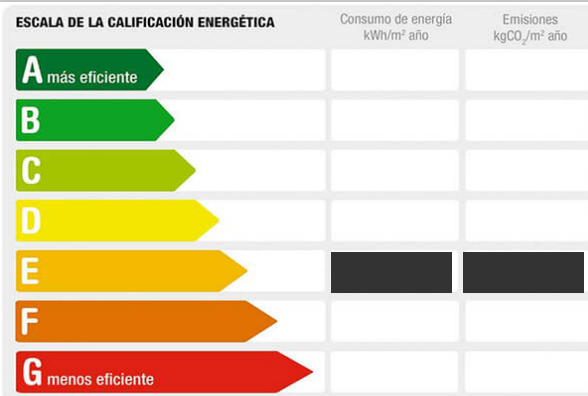 ESCALA DE LA CALIFICACIÓN ENERGÉTICA
Consumo de energía
kWh/m² año
Emisiones
kgCO₂/m² año
A más eficiente
B
C
D
E
F
G menos eficiente